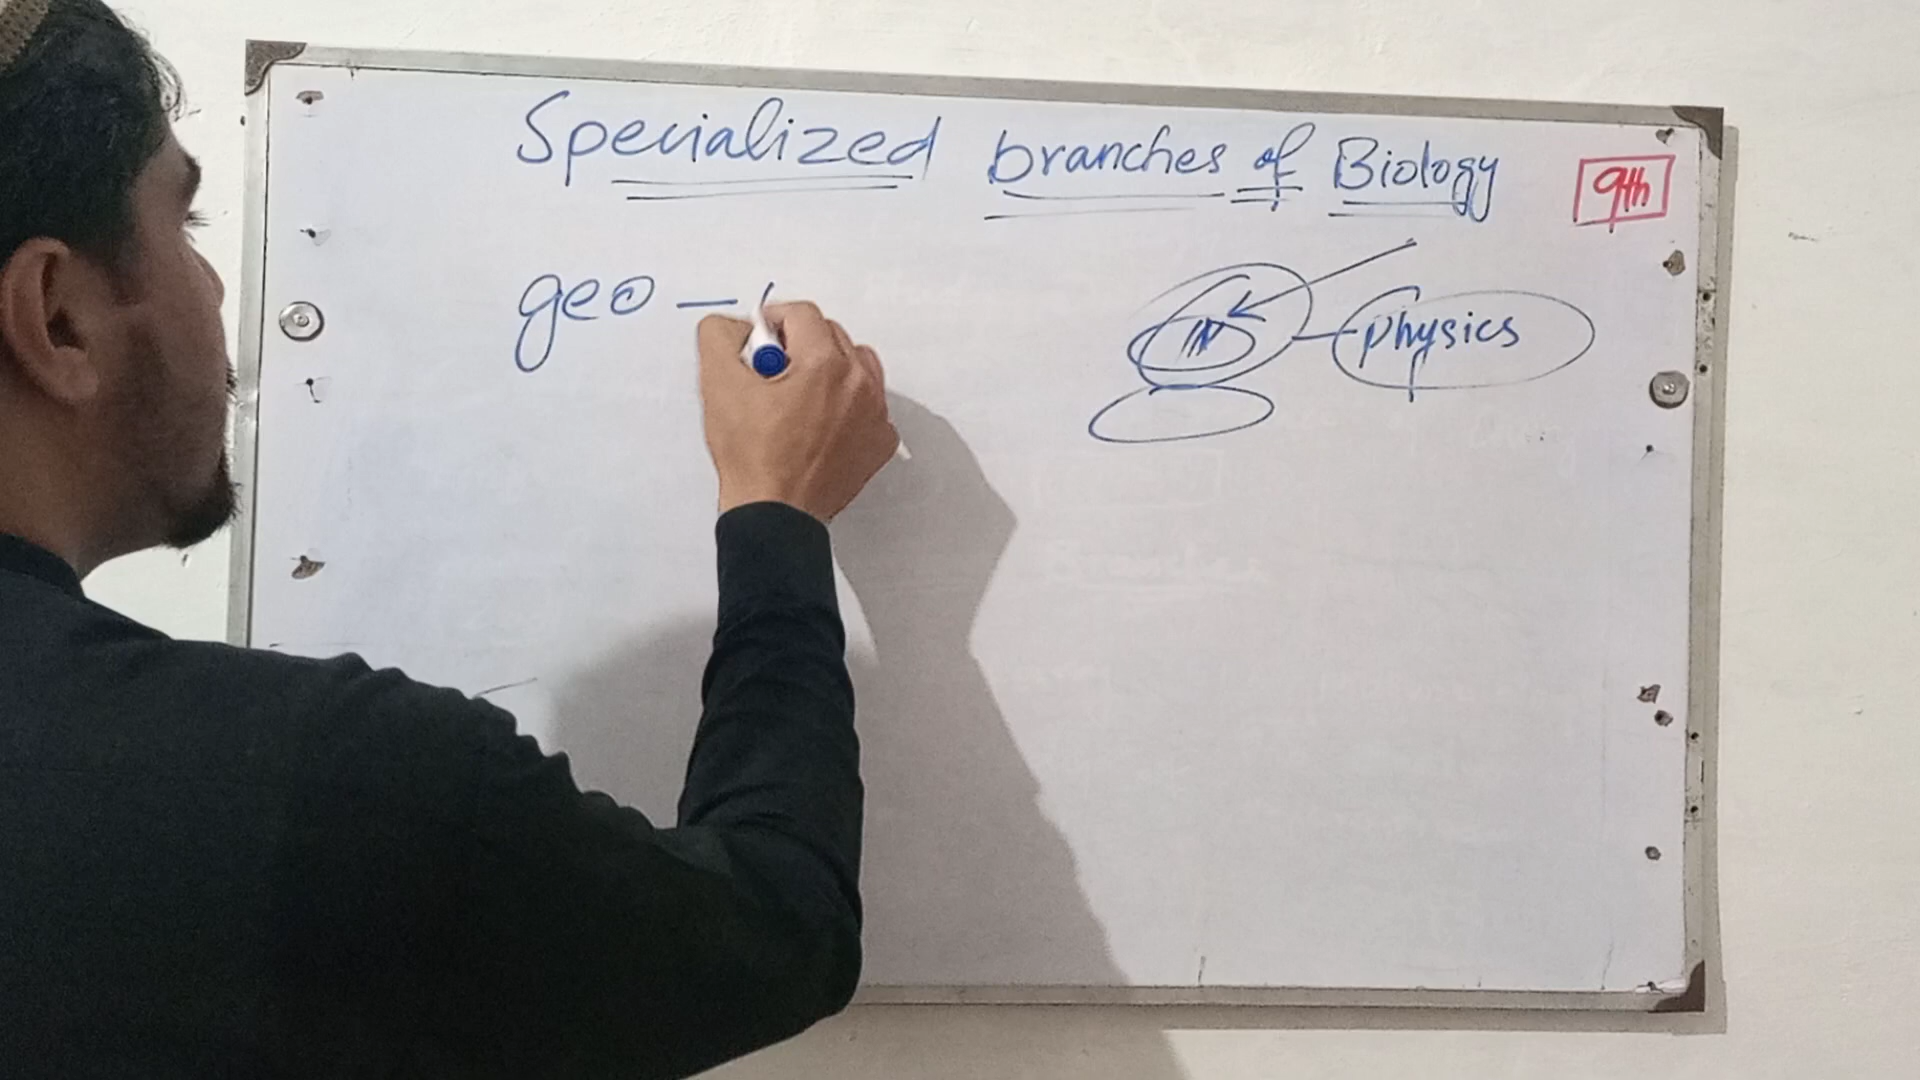 Specialized branches of Biology
9th
geo —
physics